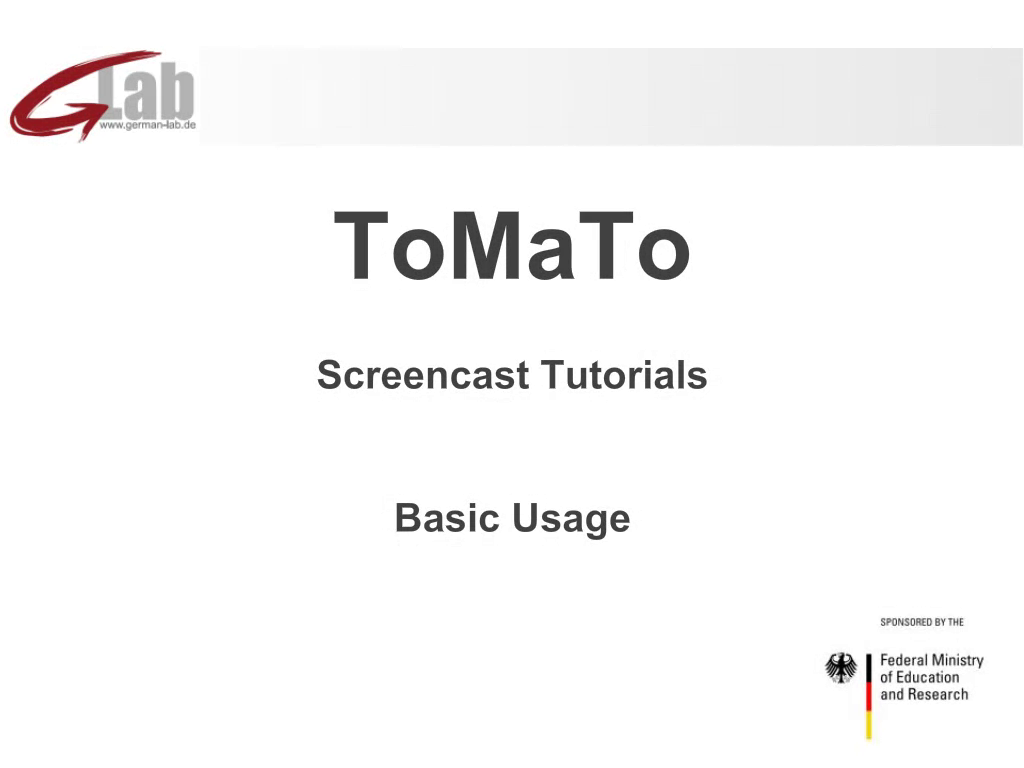 G Lab
www.german-lab.de
ToMaTo
Screencast Tutorials
Basic Usage
SPONSORED BY THE
Federal Ministry
of Education
and Research